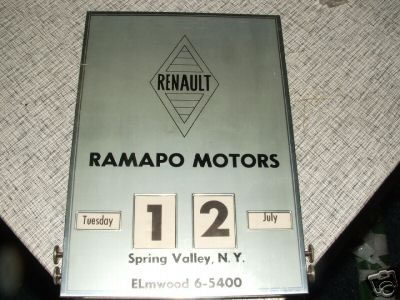 RENAULT
RAMAPO MOTORS
Tuesday 1 2 July
Spring Valley, N.Y.
ELmwood 6-5400